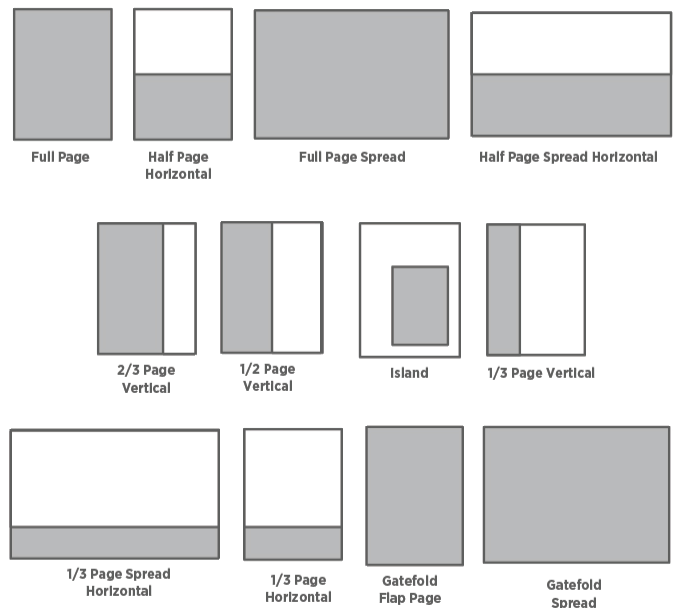 Full Page
Half Page
Horizontal
Full Page Spread
Half Page Spread Horizontal
2/3 Page
Vertical
1/2 Page
Vertical
Island
1/3 Page Vertical
1/3 Page Spread
Horizontal
1/3 Page
Horizontal
Gatefold
Flap Page
Gatefold
Spread